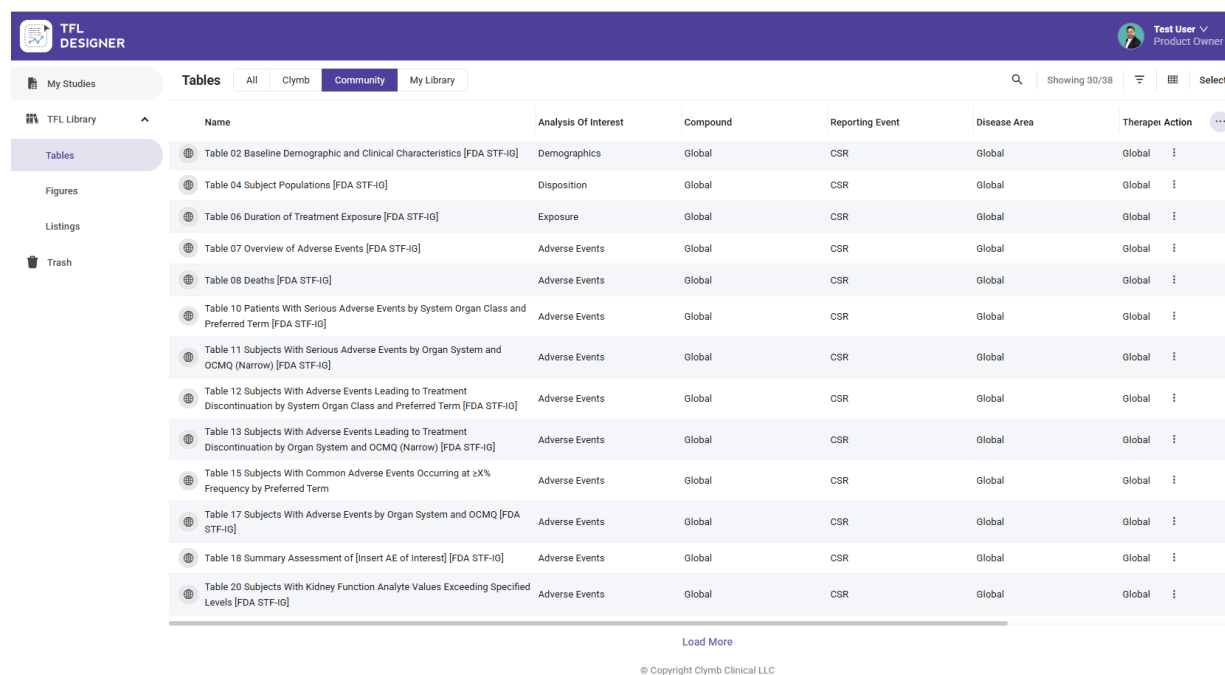 TFL
DESIGNER
Test User
Product Owner
My Studies
TFL Library
Tables
Figures
Listings
Trash
Tables All Clymb Community My Library Showing 30/38 Select
Name Analysis Of Interest Compound Reporting Event Disease Area Therapeu Action
Table 02 Baseline Demographic and Clinical Characteristics [FDA STF-IG] Demographics Global CSR Global Global
Table 04 Subject Populations [FDA STF-IG] Disposition Global CSR Global Global
Table 06 Duration of Treatment Exposure [FDA STF-IG] Exposure Global CSR Global Global
Table 07 Overview of Adverse Events [FDA STF-IG] Adverse Events Global CSR Global Global
Table 08 Deaths [FDA STF-IG] Adverse Events Global CSR Global Global
Table 10 Patients With Serious Adverse Events by System Organ Class and
Preferred Term [FDA STF-IG] Adverse Events Global CSR Global Global
Table 11 Subjects With Serious Adverse Events by Organ System and
OCMQ (Narrow) [FDA STF-IG] Adverse Events Global CSR Global Global
Table 12 Subjects With Adverse Events Leading to Treatment
Discontinuation by System Organ Class and Preferred Term [FDA STF-IG] Adverse Events Global CSR Global Global
Table 13 Subjects With Adverse Events Leading to Treatment
Discontinuation by Organ System and OCMQ (Narrow) [FDA STF-IG] Adverse Events Global CSR Global Global
Table 15 Subjects With Common Adverse Events Occurring at ≥X%
Frequency by Preferred Term Adverse Events Global CSR Global Global
Table 17 Subjects With Adverse Events by Organ System and OCMQ [FDA
STF-IG] Adverse Events Global CSR Global Global
Table 18 Summary Assessment of [Insert AE of Interest] [FDA STF-IG] Adverse Events Global CSR Global Global
Table 20 Subjects With Kidney Function Analyte Values Exceeding Specified
Levels [FDA STF-IG] Adverse Events Global CSR Global Global
Load More
© Copyright Clymb Clinical LLC